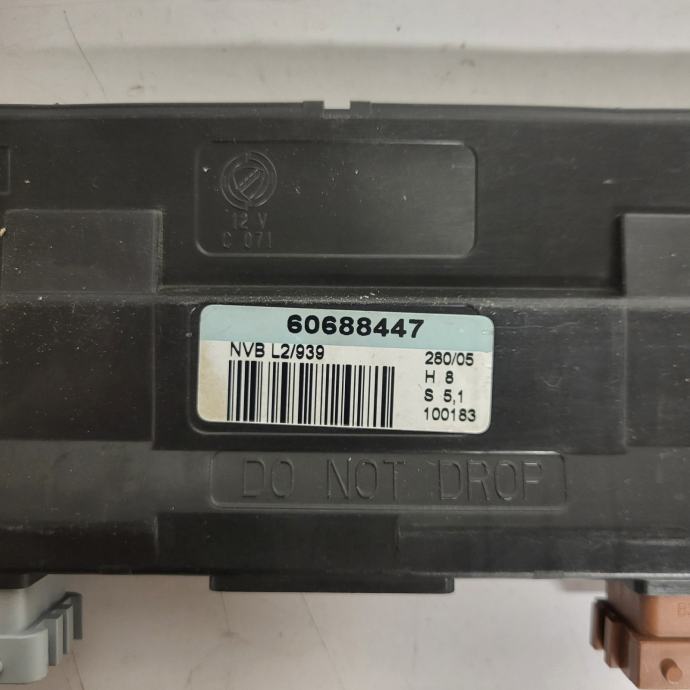 12 V
C 071
60688447
NVB L2/939
280/05
H 8
S 5,1
100183
DO NOT DROP